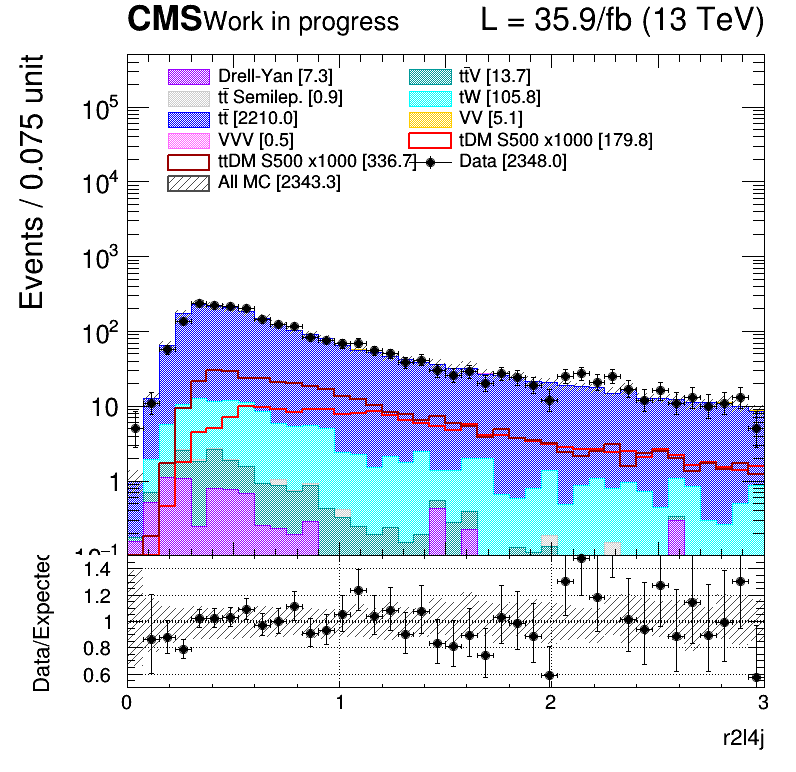 CMS Work in progress L = 35.9/fb (13 TeV)
Drell-Yan [7.3]
tt̄ Semilep. [0.9]
tt̄ [2210.0]
VVV [0.5]
ttDM S500 x1000 [336.7]
All MC [2343.3]
tt̄V [13.7]
tW [105.8]
VV [5.1]
tDM S500 x1000 [179.8]
Data [2348.0]
Events / 0.075 unit
10⁵
10⁴
10³
10²
10
1
10⁻¹
Data/Expected
1.4
1.2
1
0.8
0.6
0 1 2 3
r2l4j